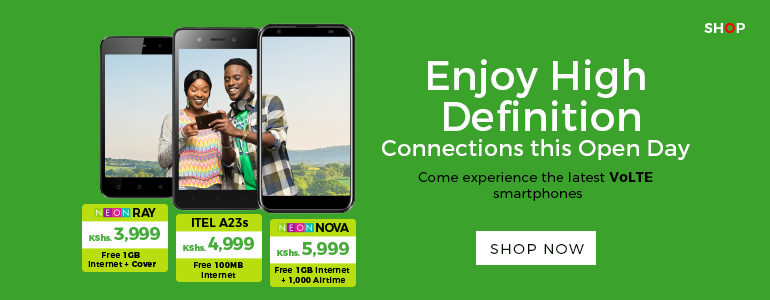 SHOP
Enjoy High
Definition
Connections this Open Day
Come experience the latest VoLTE
smartphones
SHOP NOW
NEON RAY
KShs. 3,999
Free 1GB
Internet + Cover
ITEL A23s
KShs. 4,999
Free 100MB
Internet
NEON NOVA
KShs. 5,999
Free 1GB Internet
+ 1,000 Airtime